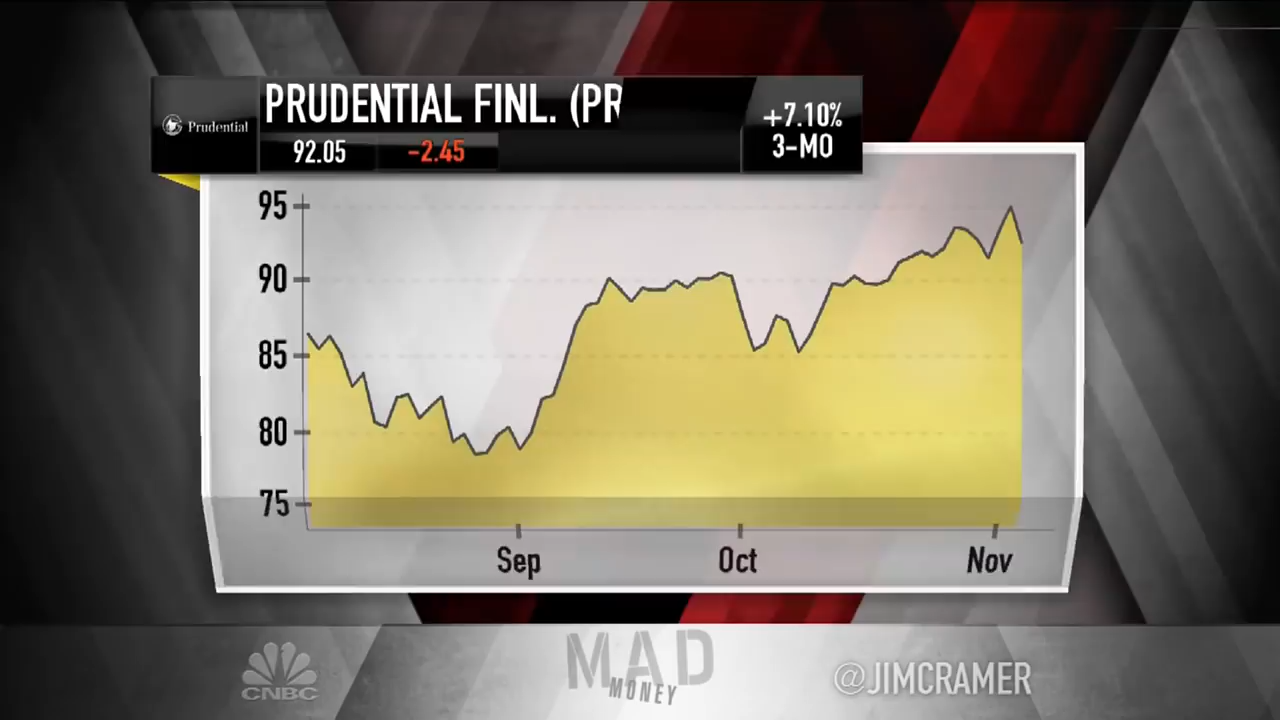 Prudential
PRUDENTIAL FINL. (PR
92.05
-2.45
+7.10%
3-MO
95
90
85
80
75
Sep
Oct
Nov
CNBC
MAD
MONEY
@JIMCRAMER